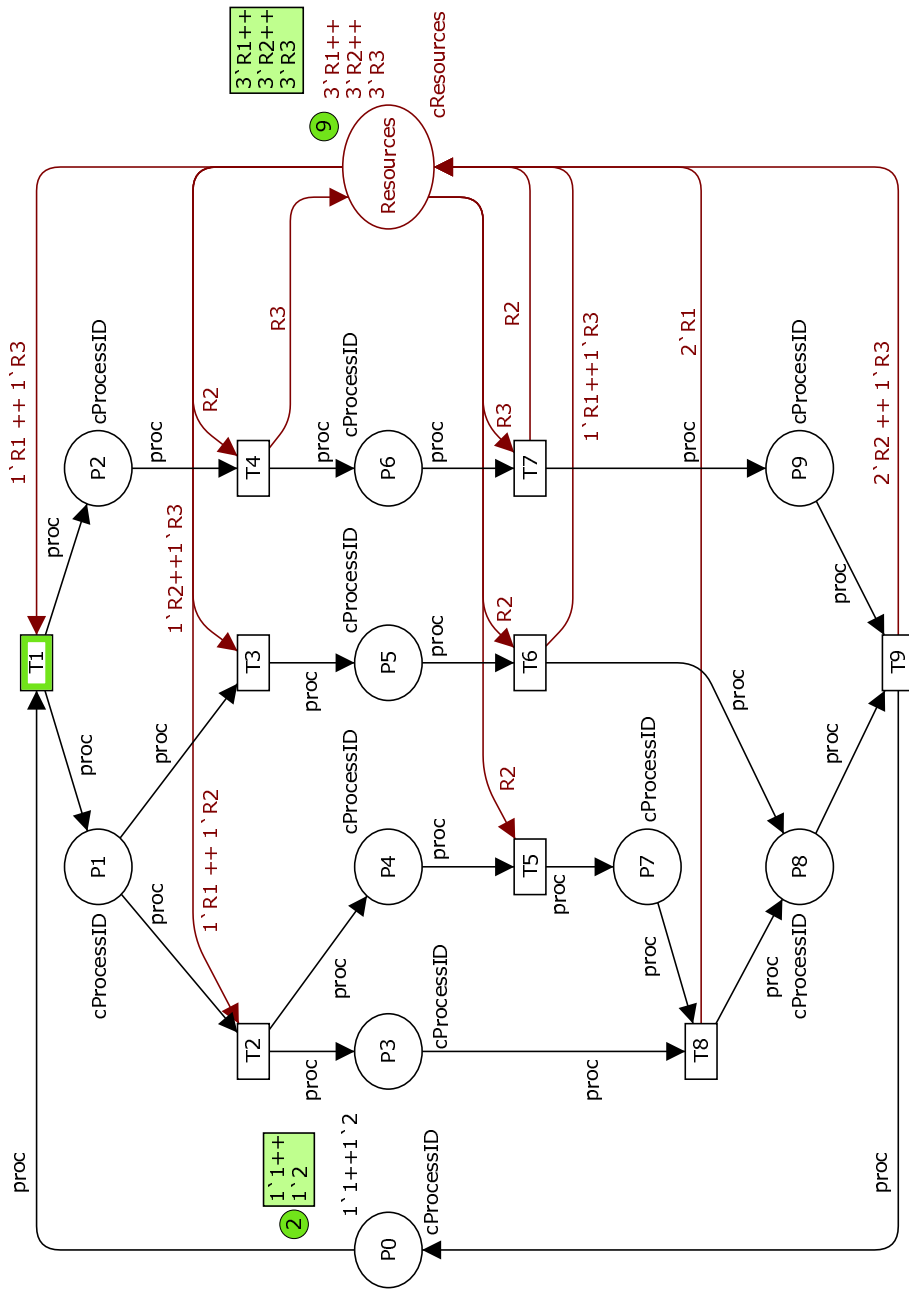 proc
1`R1 ++ 1`R3
T1
proc
proc
cProcessID
P1
P2
cProcessID
proc
proc
proc
1`R2++1`R3
1`R1 ++ 1`R2
R2
T2
T3
T4
3`R1++
3`R2++
3`R3
1`1++
1`2
2
R3
proc
proc
proc
9
3`R1++
3`R2++
3`R3
proc
1`1++1`2
cProcessID
cProcessID
cProcessID
P0
P3
P4
P5
P6
Resources
cProcessID
cProcessID
proc
proc
proc
cResources
R2
R2
R3
R2
T5
T6
T7
proc
proc
1`R1++1`R3
proc
P7
cProcessID
2`R1
proc
T8
proc
proc
cProcessID
P8
P9
cProcessID
proc
proc
proc
2`R2 ++ 1`R3
T9